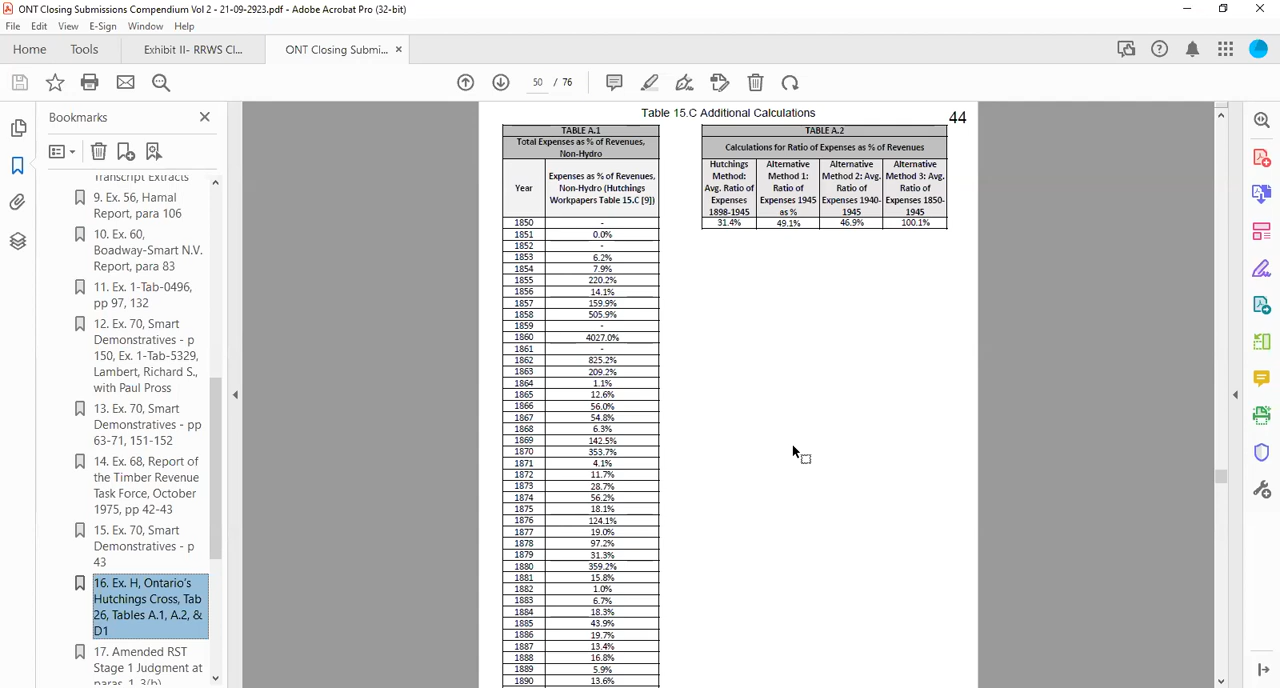 ONT Closing Submissions Compendium Vol 2 - 21-09-2923.pdf - Adobe Acrobat Pro (32-bit)
File Edit View E-Sign Window Help
Home Tools Exhibit II- RRWS Cl... ONT Closing Submi... ×
50 / 76
Bookmarks
Transcript Extracts
9. Ex. 56, Hamal
Report, para 106
10. Ex. 60,
Boadway-Smart N.V.
Report, para 83
11. Ex. 1-Tab-0496,
pp 97, 132
12. Ex. 70, Smart
Demonstratives - p
150, Ex. 1-Tab-5329,
Lambert, Richard S.,
with Paul Pross
13. Ex. 70, Smart
Demonstratives - pp
63-71, 151-152
14. Ex. 68, Report of
the Timber Revenue
Task Force, October
1975, pp 42-43
15. Ex. 70, Smart
Demonstratives - p
43
16. Ex. H, Ontario's
Hutchings Cross, Tab
26, Tables A.1, A.2, &
D1
17. Amended RST
Stage 1 Judgment at
paras. 1, 3(b)
Table 15.C Additional Calculations
44
TABLE A.1
Total Expenses as % of Revenues,
Non-Hydro
Year
Expenses as % of Revenues,
Non-Hydro (Hutchings
Workpapers Table 15.C [9])
1850 -
1851 0.0%
1852 -
1853 6.2%
1854 7.9%
1855 220.2%
1856 14.1%
1857 159.9%
1858 505.9%
1859 -
1860 4027.0%
1861 -
1862 825.2%
1863 209.2%
1864 1.1%
1865 12.6%
1866 56.0%
1867 54.8%
1868 6.3%
1869 142.5%
1870 353.7%
1871 4.1%
1872 11.7%
1873 28.7%
1874 56.2%
1875 18.1%
1876 124.1%
1877 19.0%
1878 97.2%
1879 31.3%
1880 359.2%
1881 15.8%
1882 1.0%
1883 6.7%
1884 18.3%
1885 43.9%
1886 19.7%
1887 13.4%
1888 16.8%
1889 5.9%
1890 13.6%
TABLE A.2
Calculations for Ratio of Expenses as % of Revenues
Hutchings Alternative Alternative Alternative
Method: Method 1: Method 2: Avg. Method 3: Avg.
Avg. Ratio of Ratio of Ratio of Ratio of
Expenses Expenses 1945 Expenses 1940- Expenses 1850-
1898-1945 as % 1945 1945
31.4% 49.1% 46.9% 100.1%